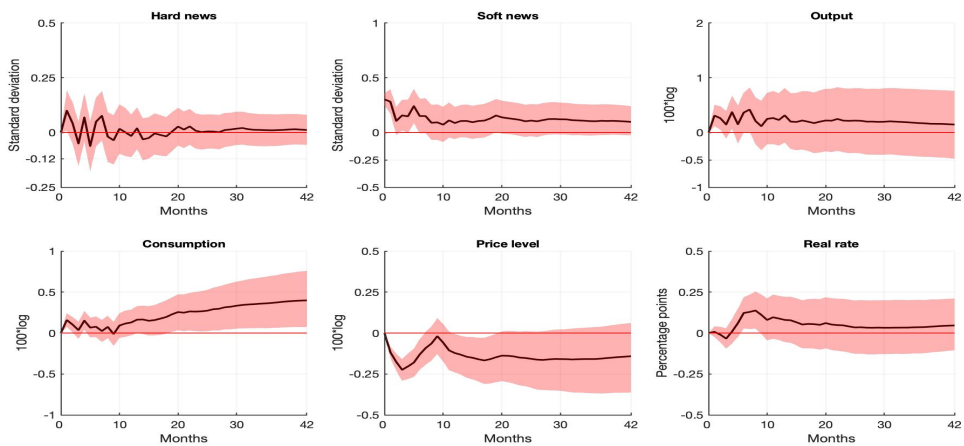 Hard news
Standard deviation
0.5
0.25
0
-0.12
-0.25
0 10 20 30 42
Months
Soft news
Standard deviation
1
0.5
0
-0.5
0 10 20 30 42
Months
Output
100*log
2
1
0
-0.5
-1
0 10 20 30 42
Months
Consumption
100*log
1
0.5
0
-0.5
-1
0 10 20 30 42
Months
Price level
100*log
0.5
0
-0.25
-0.5
0 10 20 30 42
Months
Real rate
Percentage points
0.5
0.25
0
-0.25
-0.5
0 10 20 30 42
Months